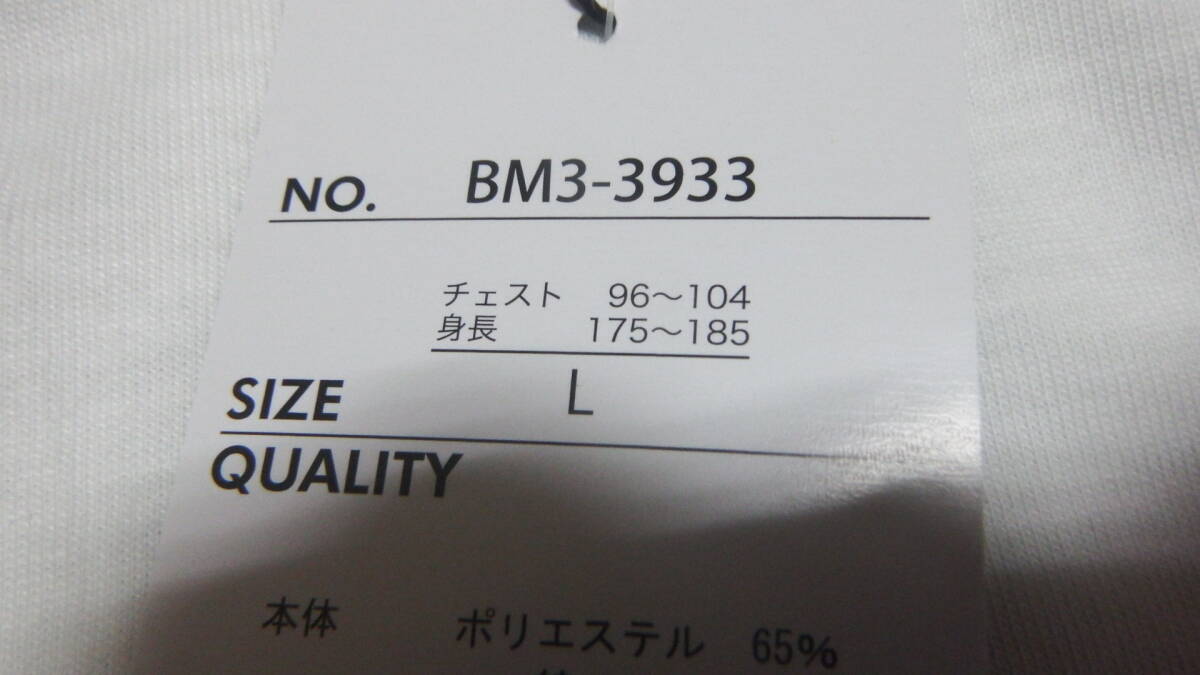 NO. BM3-3933
チェスト 96～104
身長 175～185
SIZE L
QUALITY
本体 ポリエステル 65%